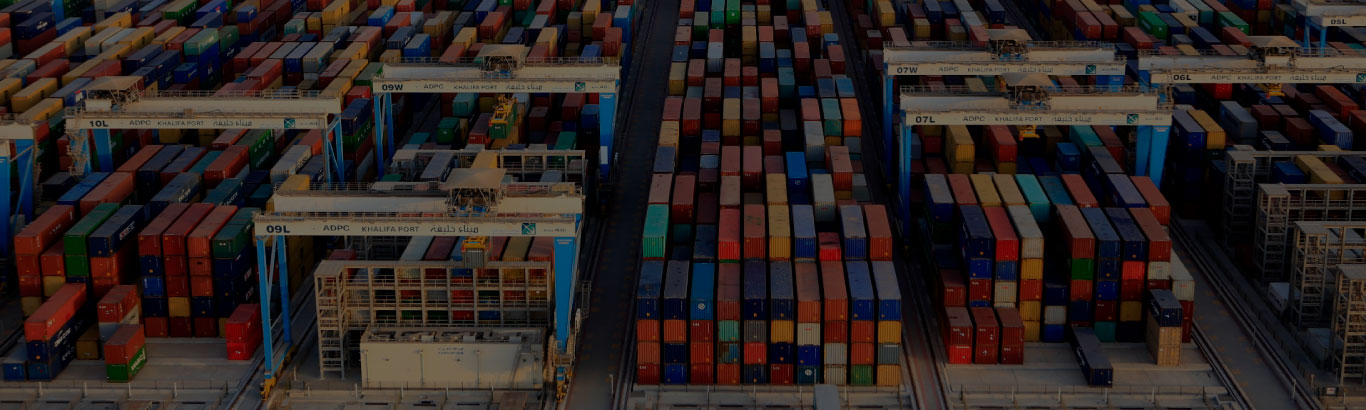 05L
09W ADPC KHALIFA PORT ميناء خليفة
07W ADPC KHALIFA PORT ميناء خليفة
06L ADPC KHALIFA PORT ميناء خليفة
10L ADPC KHALIFA PORT ميناء خليفة
07L ADPC KHALIFA PORT ميناء خليفة
09L ADPC KHALIFA PORT ميناء خليفة